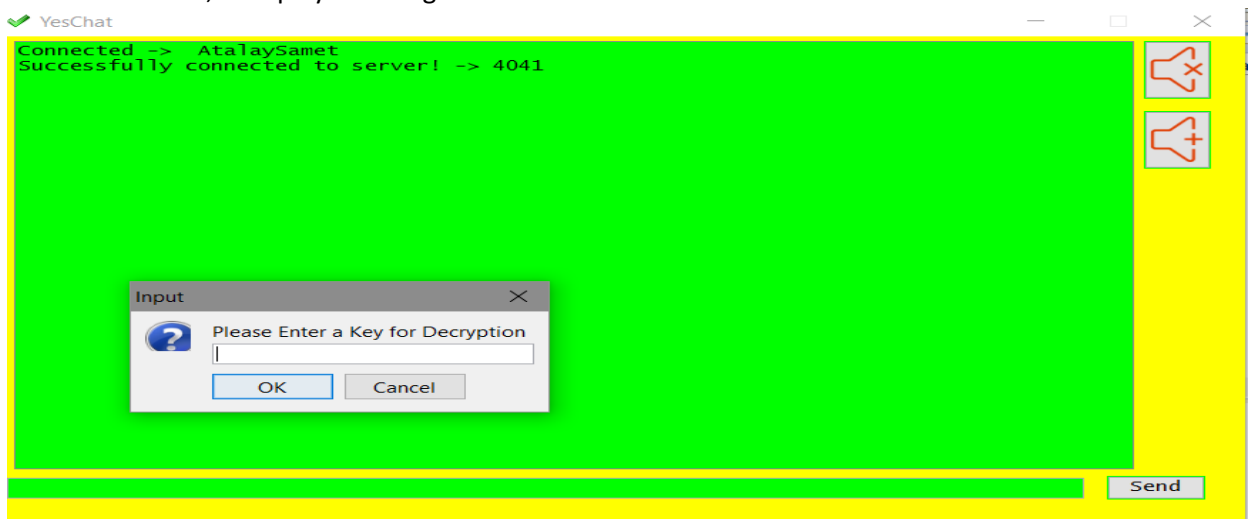 YesChat
Connected -> AtalaySamet
Successfully connected to server! -> 4041
Input
Please Enter a Key for Decryption
OK Cancel
Send